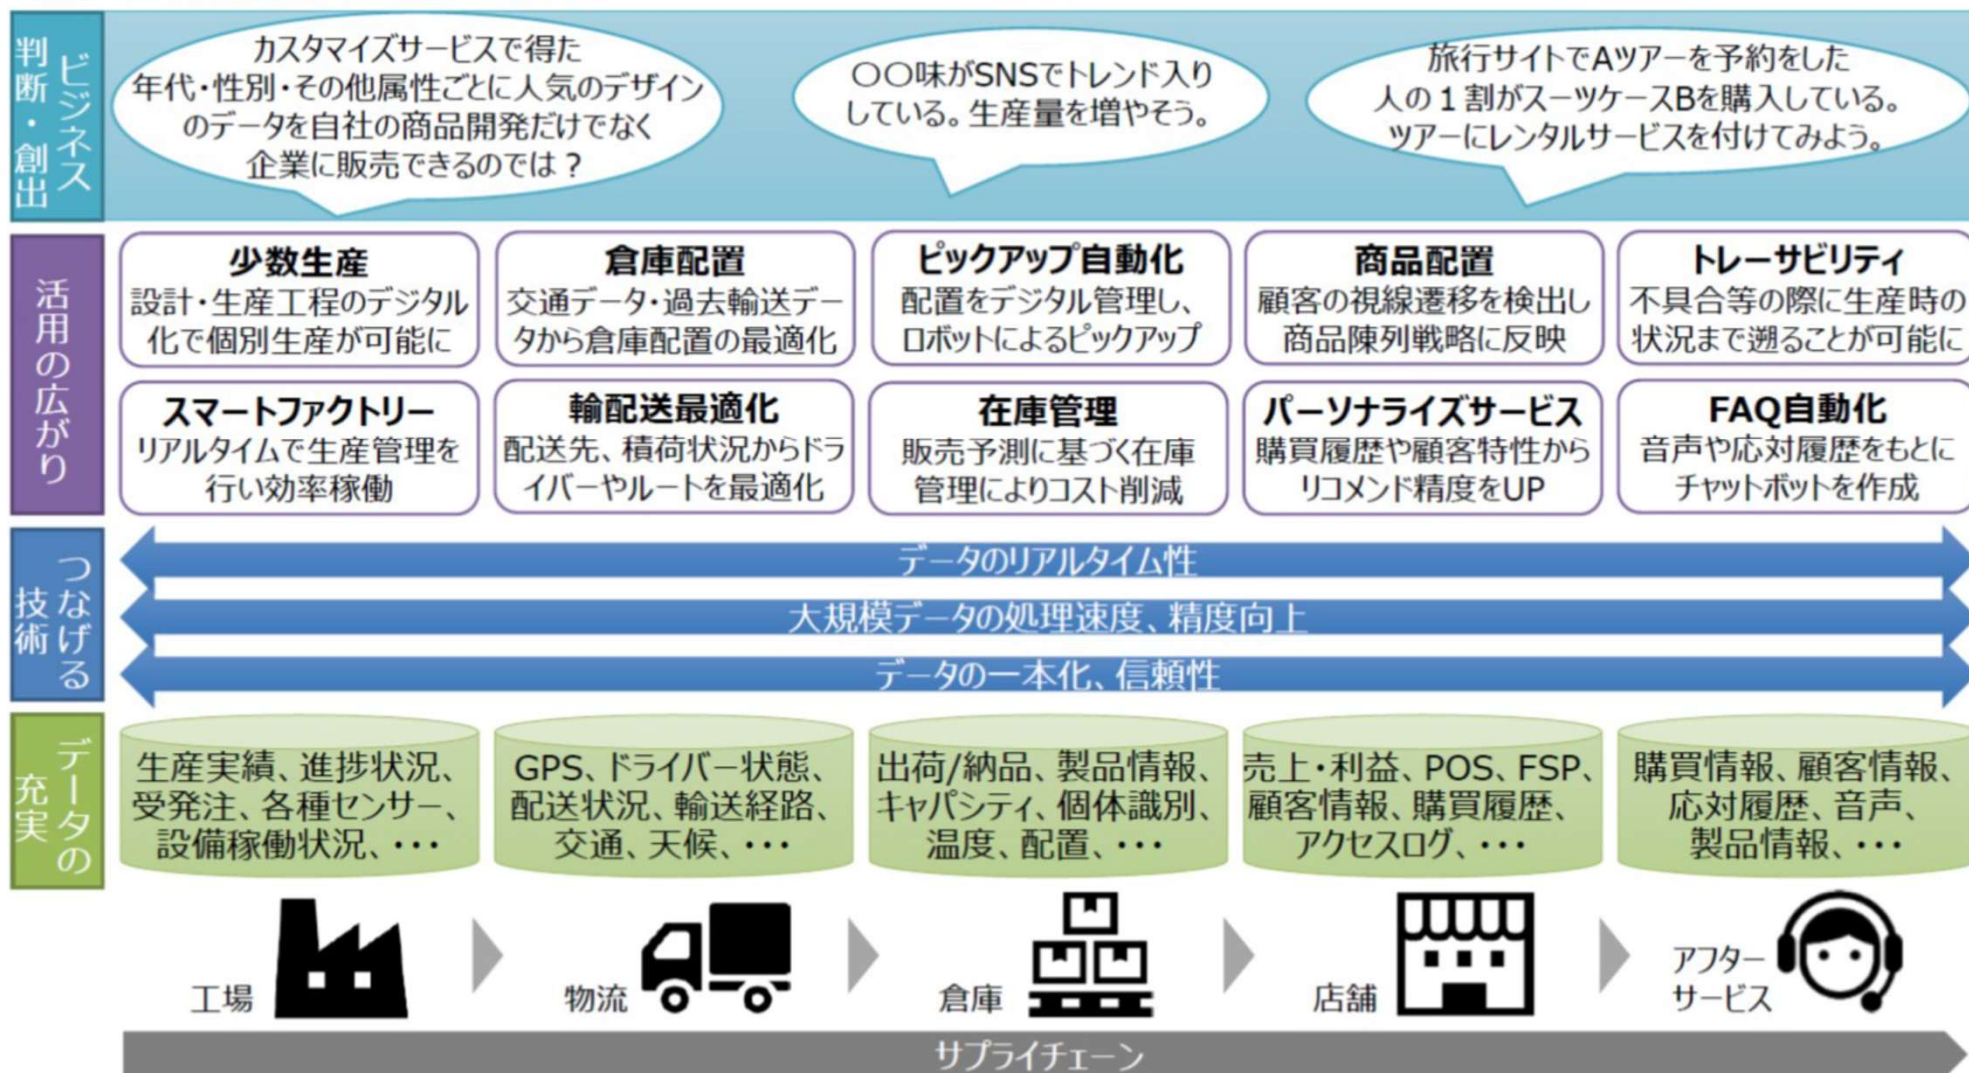 ビジネス
判断・創出
カスタマイズサービスで得た
年代・性別・その他属性ごとに人気のデザイン
のデータを自社の商品開発だけでなく
企業に販売できるのでは？
〇〇味がSNSでトレンド入り
している。生産量を増やそう。
旅行サイトでAツアーを予約をした
人の１割がスーツケースBを購入している。
ツアーにレンタルサービスを付けてみよう。
活用の広がり
少数生産
設計・生産工程のデジタル
化で個別生産が可能に
倉庫配置
交通データ・過去輸送デー
タから倉庫配置の最適化
ピックアップ自動化
配置をデジタル管理し、
ロボットによるピックアップ
商品配置
顧客の視線遷移を検出し
商品陳列戦略に反映
トレーサビリティ
不具合等の際に生産時の
状況まで遡ることが可能に
スマートファクトリー
リアルタイムで生産管理を
行い効率稼働
輸配送最適化
配送先、積荷状況からドラ
イバーやルートを最適化
在庫管理
販売予測に基づく在庫
管理によりコスト削減
パーソナライズサービス
購買履歴や顧客特性から
リコメンド精度をUP
FAQ自動化
音声や応対履歴をもとに
チャットボットを作成
つなげる
技術
データのリアルタイム性
大規模データの処理速度、精度向上
データの一本化、信頼性
データの
充実
生産実績、進捗状況、
受発注、各種センサー、
設備稼働状況、・・・
GPS、ドライバー状態、
配送状況、輸送経路、
交通、天候、・・・
出荷/納品、製品情報、
キャパシティ、個体識別、
温度、配置、・・・
売上・利益、POS、FSP、
顧客情報、購買履歴、
アクセスログ、・・・
購買情報、顧客情報、
応対履歴、音声、
製品情報、・・・
工場
物流
倉庫
店舗
アフター
サービス
サプライチェーン